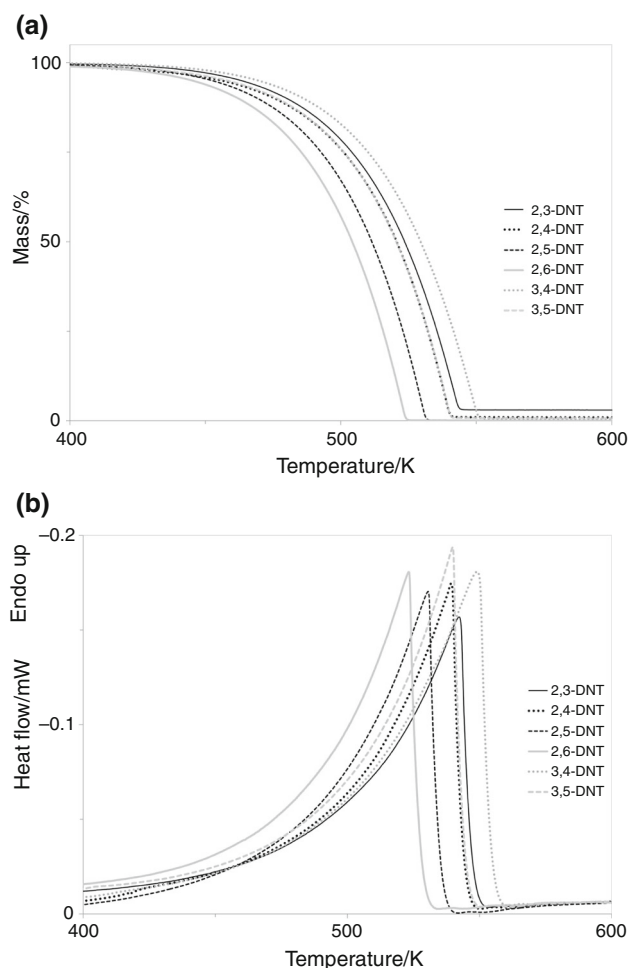 (a)
100
50
0
Mass/%
2,3-DNT
2,4-DNT
2,5-DNT
2,6-DNT
3,4-DNT
3,5-DNT
400
500
600
Temperature/K
(b)
–0.2
–0.1
0
Heat flow/mW Endo up
2,3-DNT
2,4-DNT
2,5-DNT
2,6-DNT
3,4-DNT
3,5-DNT
400
500
600
Temperature/K